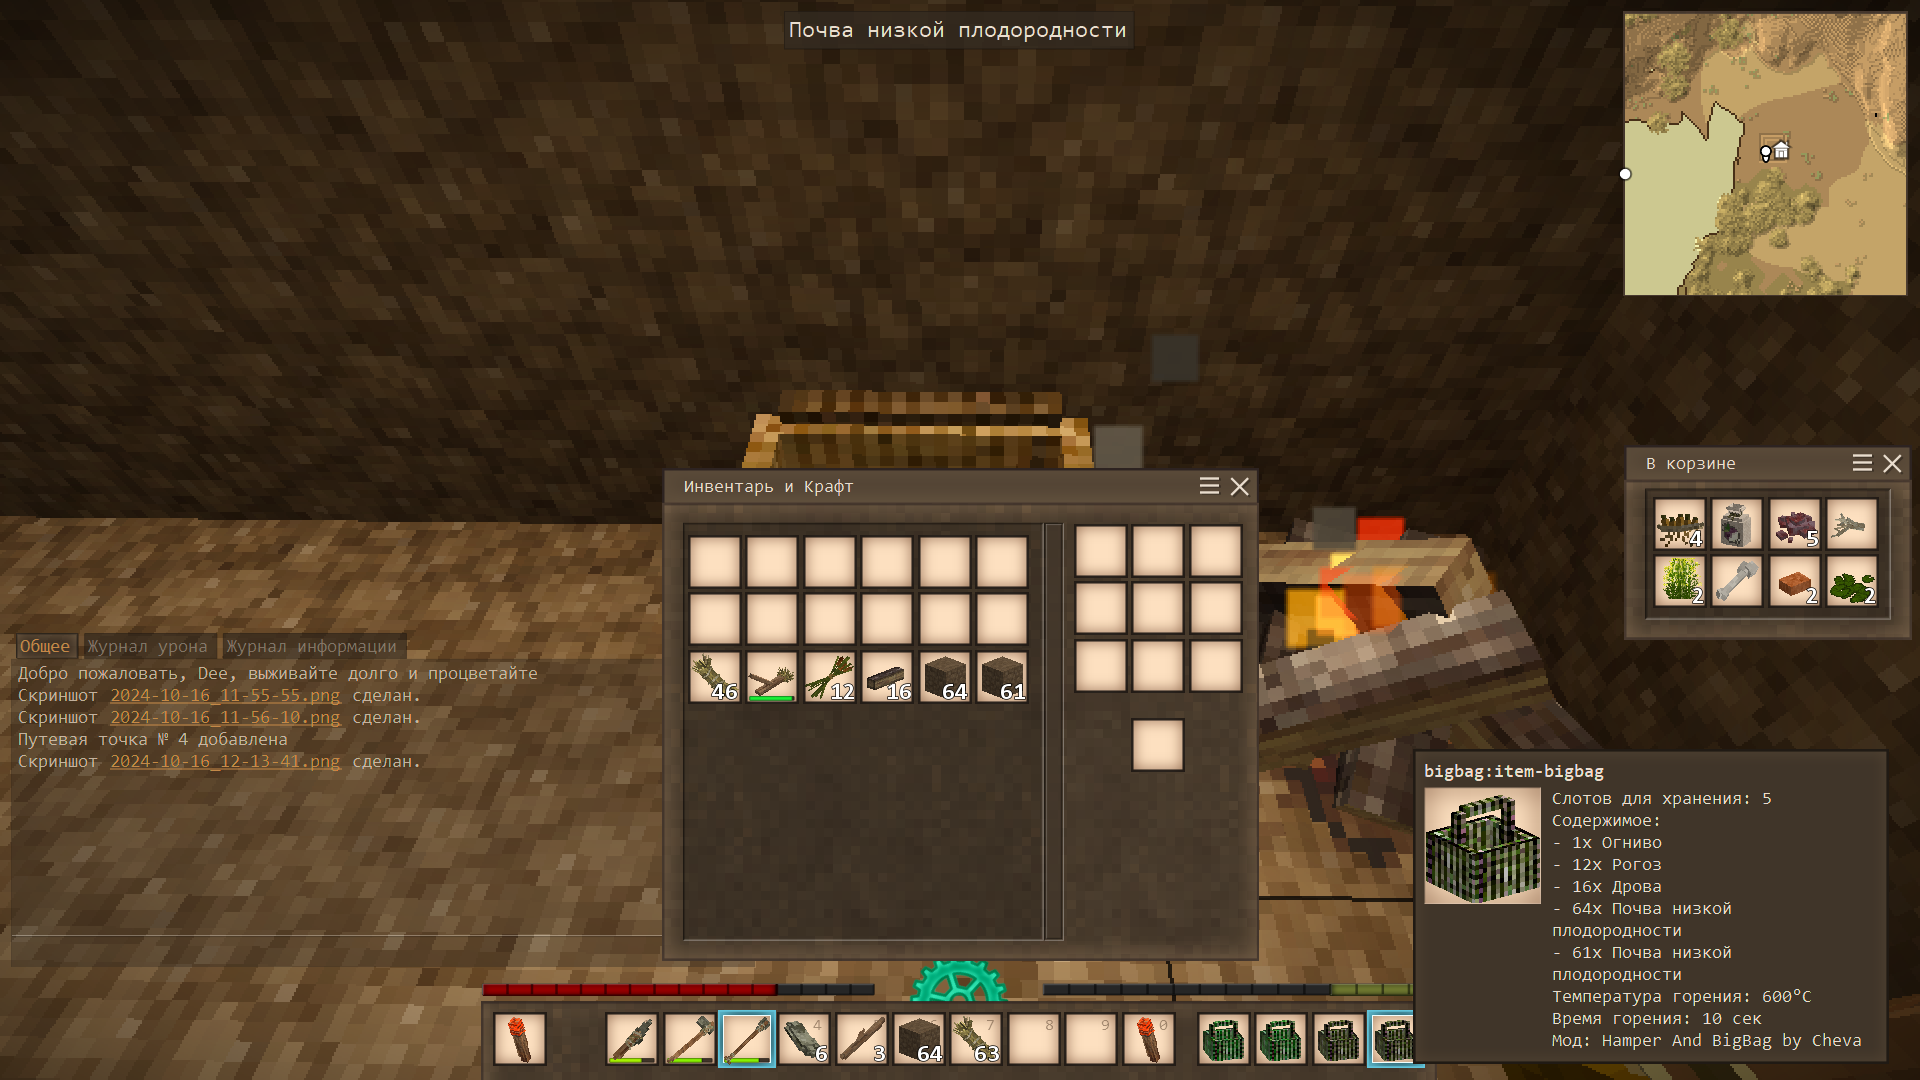 Почва низкой плодородности
В корзине
4
5
2
2
2
Инвентарь и Крафт
46
12
16
64
61
Общее
Журнал урона
Журнал информации
Добро пожаловать, Dee, выживайте долго и процветайте
Скриншот 2024-10-16_11-55-55.png сделан.
Скриншот 2024-10-16_11-56-10.png сделан.
Путевая точка № 4 добавлена
Скриншот 2024-10-16_12-13-41.png сделан.
bigbag:item-bigbag
Слотов для хранения: 5
Содержимое:
- 1x Огниво
- 12x Рогоз
- 16x Дрова
- 64x Почва низкой
плодородности
- 61x Почва низкой
плодородности
Температура горения: 600°C
Время горения: 10 сек
Мод: Hamper And BigBag by Cheva
4
6
3
64
7
63
8
9
0